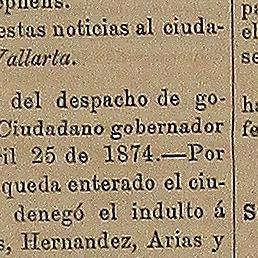 estas noticias al ciuda-
Vallarta.
del despacho de go-
Ciudadano gobernador
25 de 1874.—Por
queda enterado el ciu-
denegó el indulto á
Hernandez, Arias y